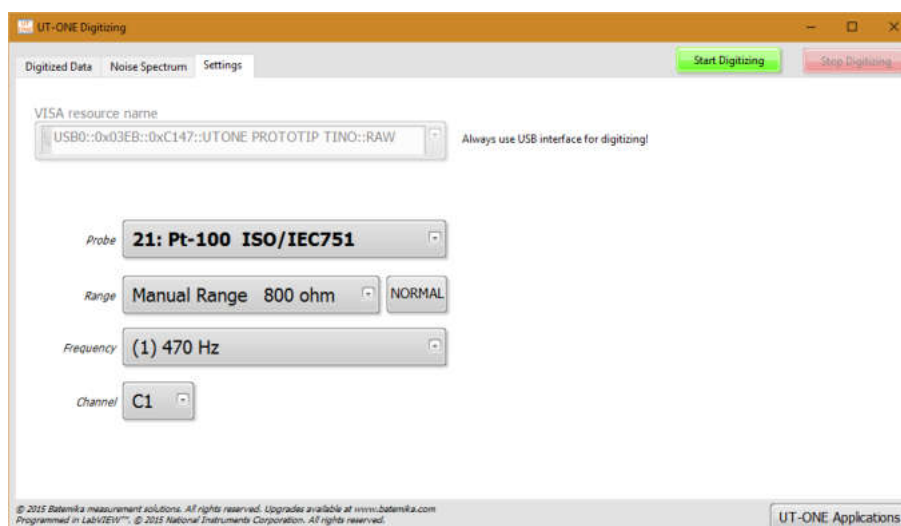 UT-ONE Digitizing
Digitized Data Noise Spectrum Settings Start Digitizing Stop Digitizing
VISA resource name
USB0::0x03EB::0xC147::UTONE PROTOTIP TINO::RAW Always use USB interface for digitizing!
Probe 21: Pt-100 ISO/IEC751
Range Manual Range 800 ohm NORMAL
Frequency (1) 470 Hz
Channel C1
© 2015 Batemika measurement solutions. All rights reserved. Upgrades available at www.batemika.com
Programmed in LabVIEW™, © 2015 National Instruments Corporation. All rights reserved.
UT-ONE Applications